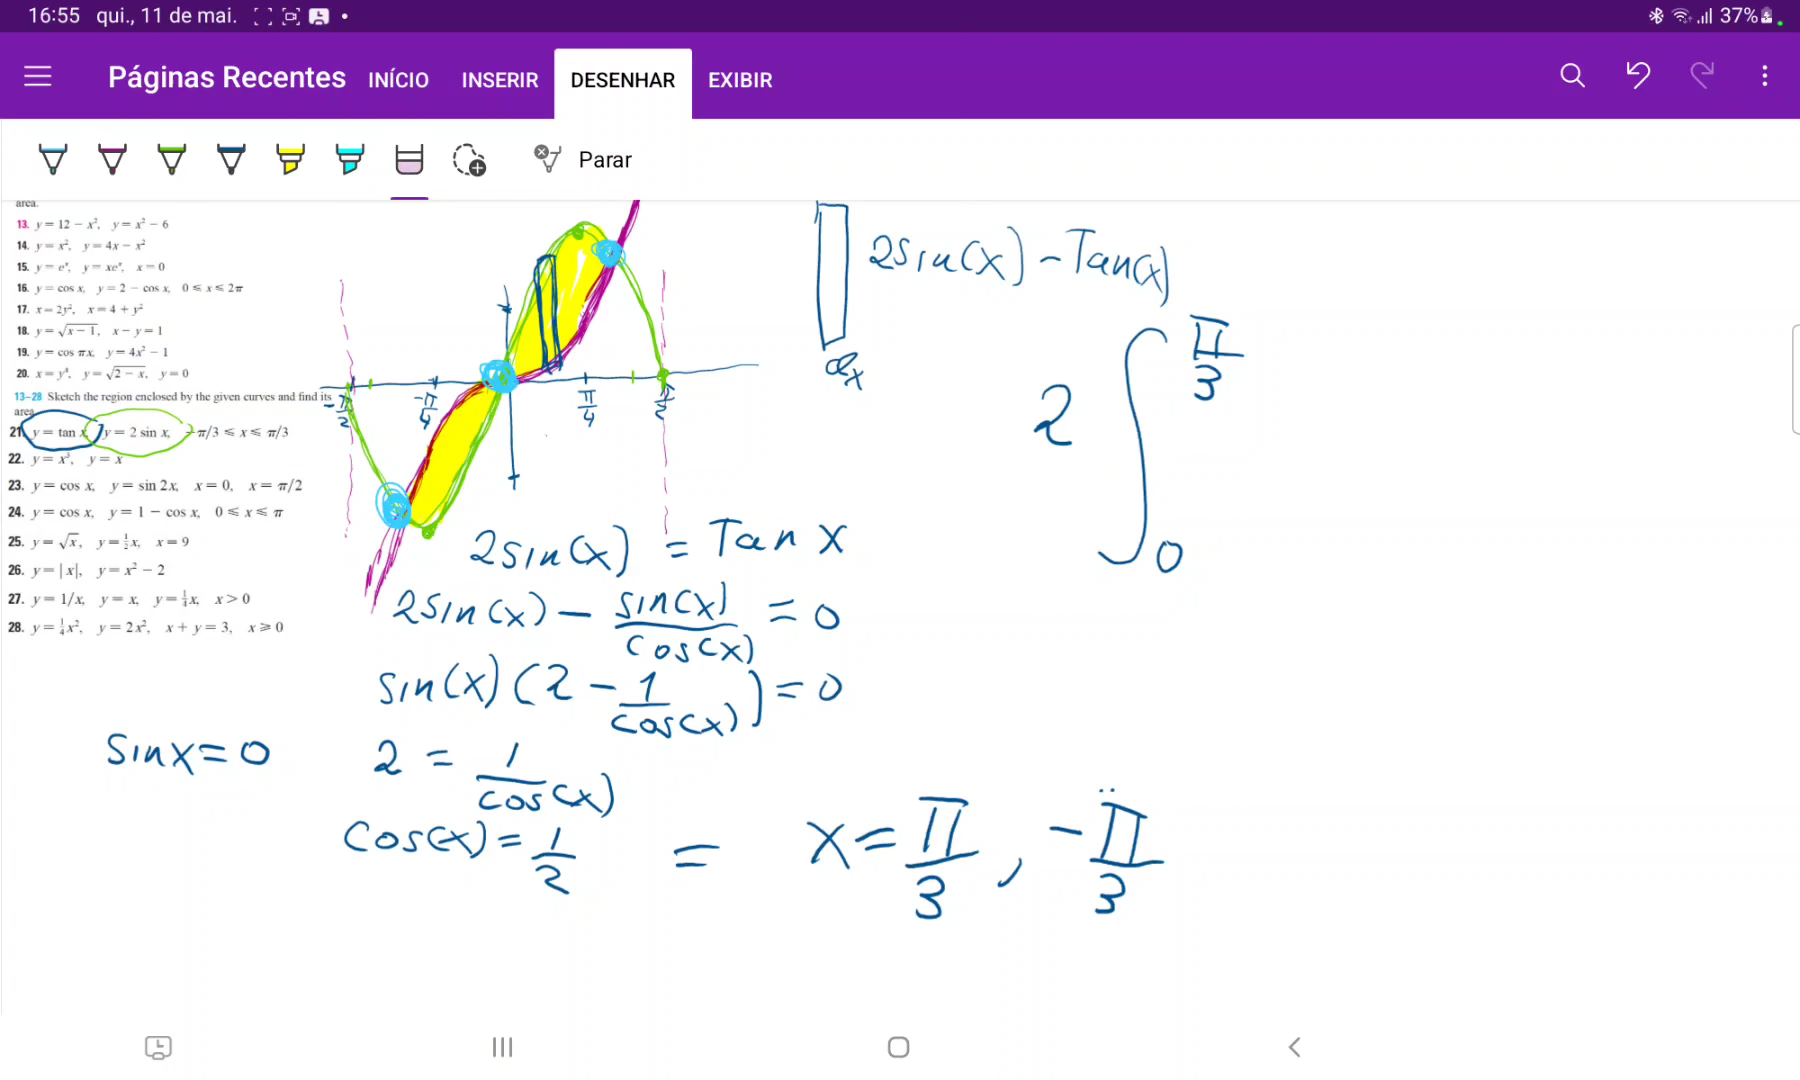 16:55 qui., 11 de mai. 37%
Páginas Recentes INÍCIO INSERIR DESENHAR EXIBIR
Parar
area.
13. y = 12 − x², y = x² − 6
14. y = x², y = 4x − x²
15. y = eˣ, y = xeˣ, x = 0
16. y = cos x, y = 2 − cos x, 0 ≤ x ≤ 2π
17. x = 2y², x = 4 + y²
18. y = √(x − 1), x − y = 1
19. y = cos πx, y = 4x² − 1
20. x = y⁴, y = √(2 − x), y = 0
13–28 Sketch the region enclosed by the given curves and find its
area.
21. y = tan x, y = 2 sin x, −π/3 ≤ x ≤ π/3
22. y = x³, y = x
23. y = cos x, y = sin 2x, x = 0, x = π/2
24. y = cos x, y = 1 − cos x, 0 ≤ x ≤ π
25. y = √x, y = ½x, x = 9
26. y = |x|, y = x² − 2
27. y = 1/x, y = x, y = ¼x, x > 0
28. y = ¼x², y = 2x², x + y = 3, x ≥ 0
-π/2 -π/4 π/4 π/2
2sin(x) − Tan(x)
dx
2 ∫ π/3 0
2sin(x) = Tan x
2sin(x) − sin(x)/cos(x) = 0
sin(x) (2 − 1/cos(x)) = 0
sin x = 0 2 = 1/cos(x)
cos(x) = 1/2 = x = π/3 , −π/3